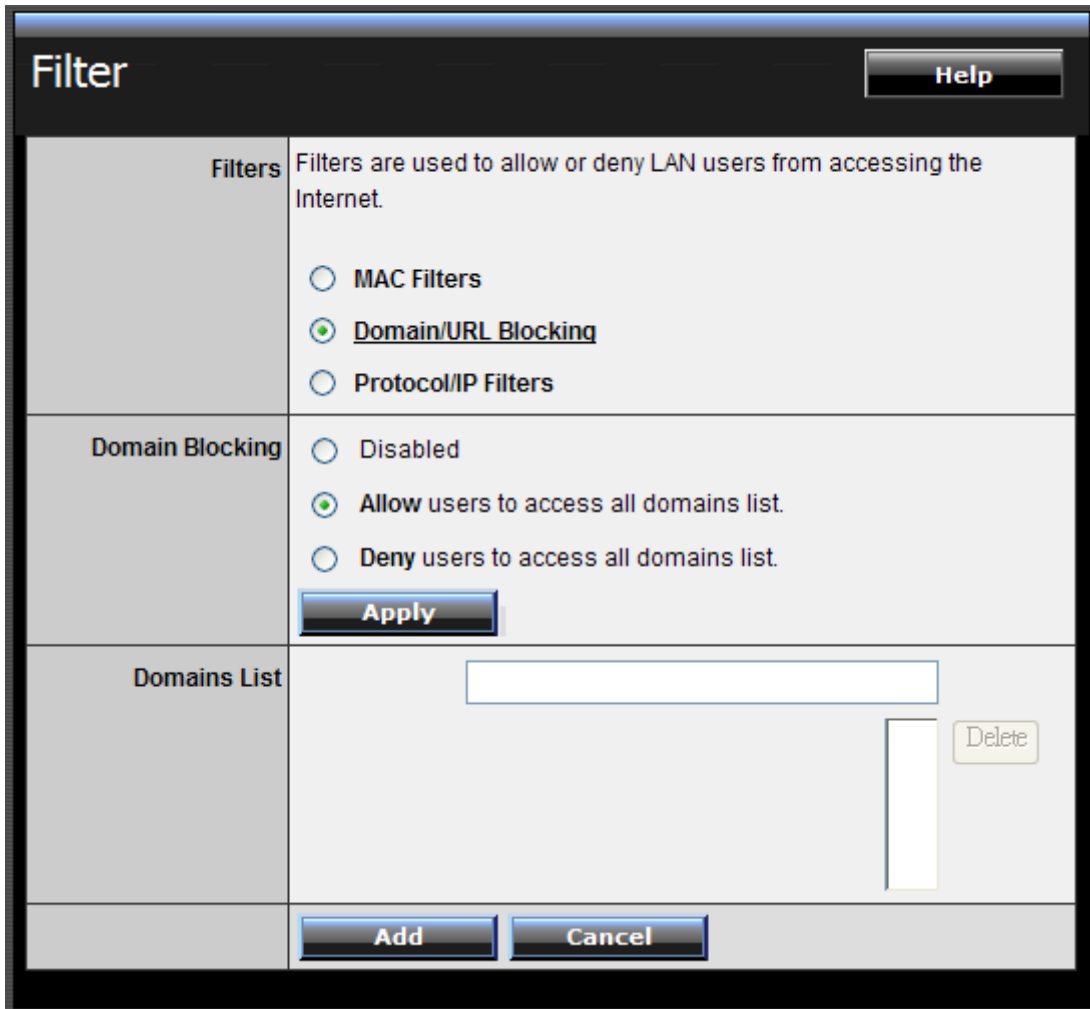 Filter
Help
Filters
Filters are used to allow or deny LAN users from accessing the
Internet.
MAC Filters
Domain/URL Blocking
Protocol/IP Filters
Domain Blocking
Disabled
Allow users to access all domains list.
Deny users to access all domains list.
Apply
Domains List
Delete
Add
Cancel